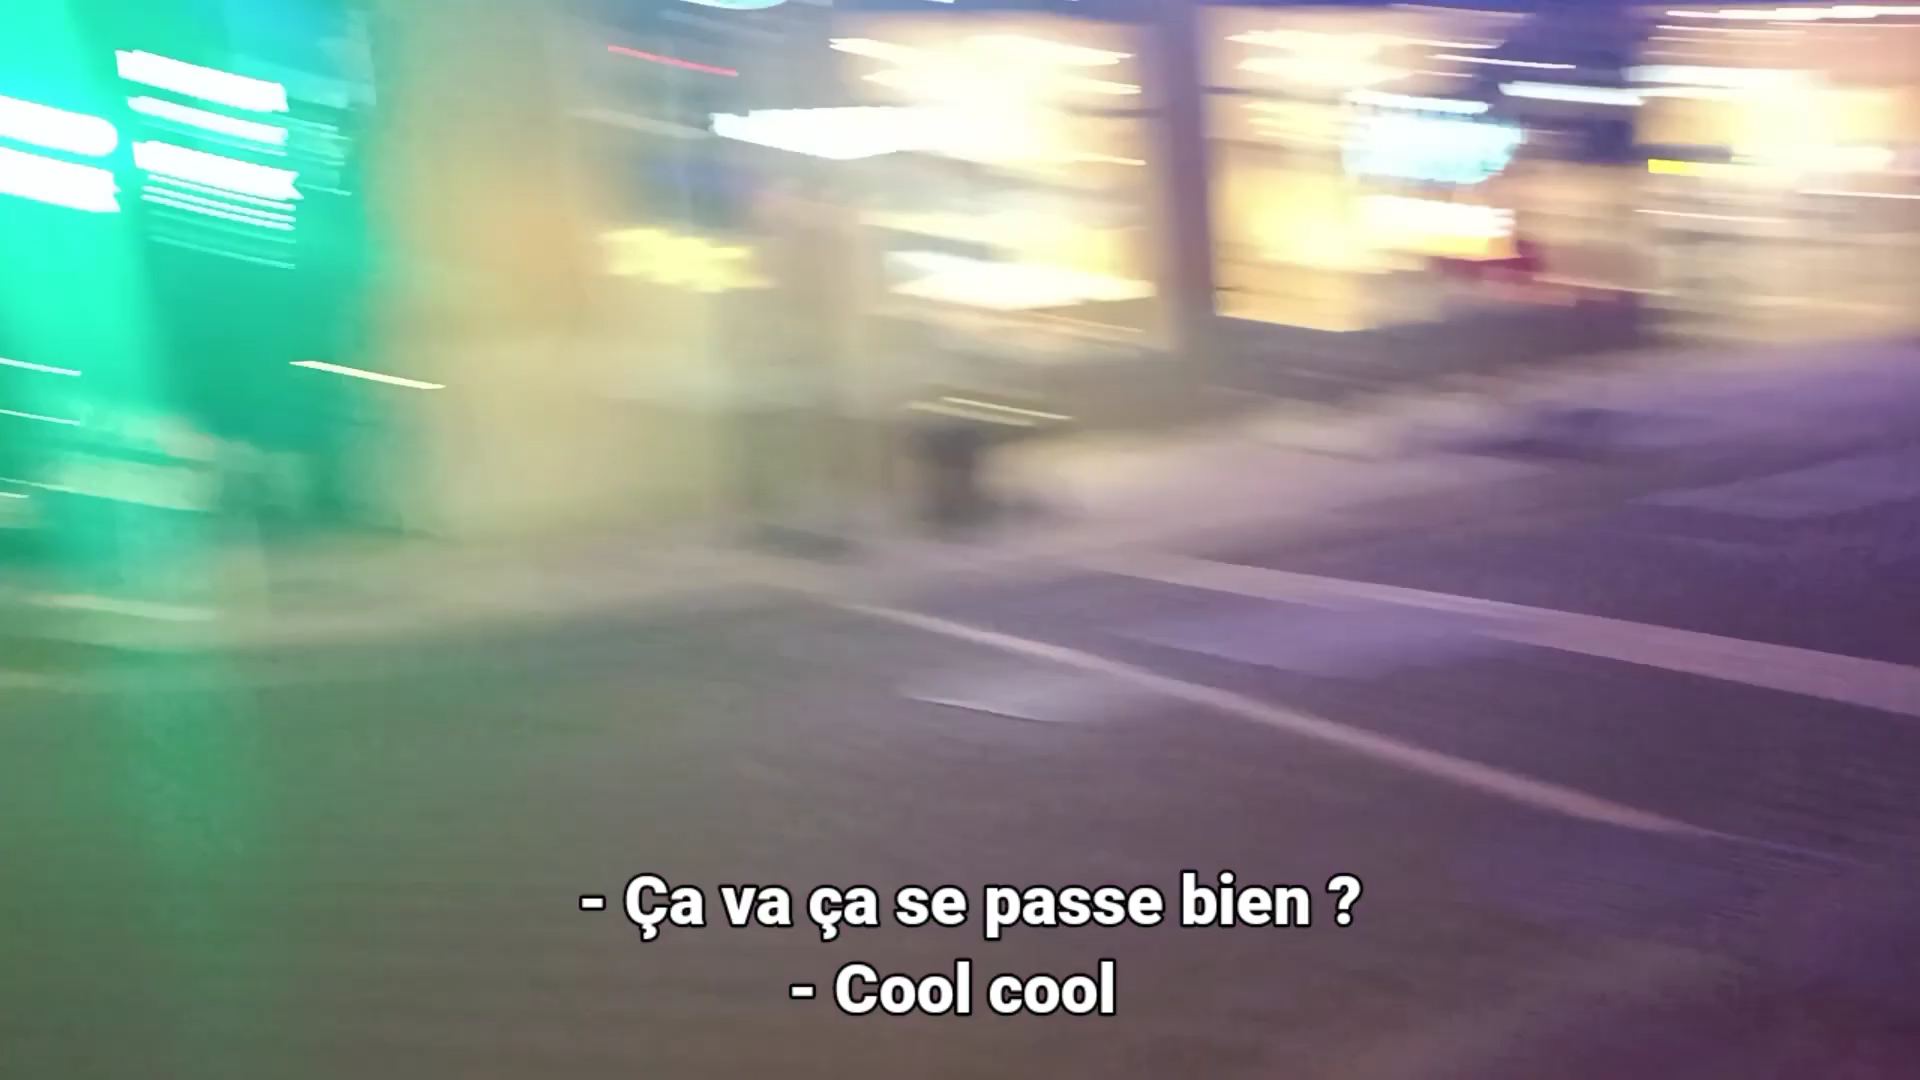 - Ça va ça se passe bien ?
- Cool cool